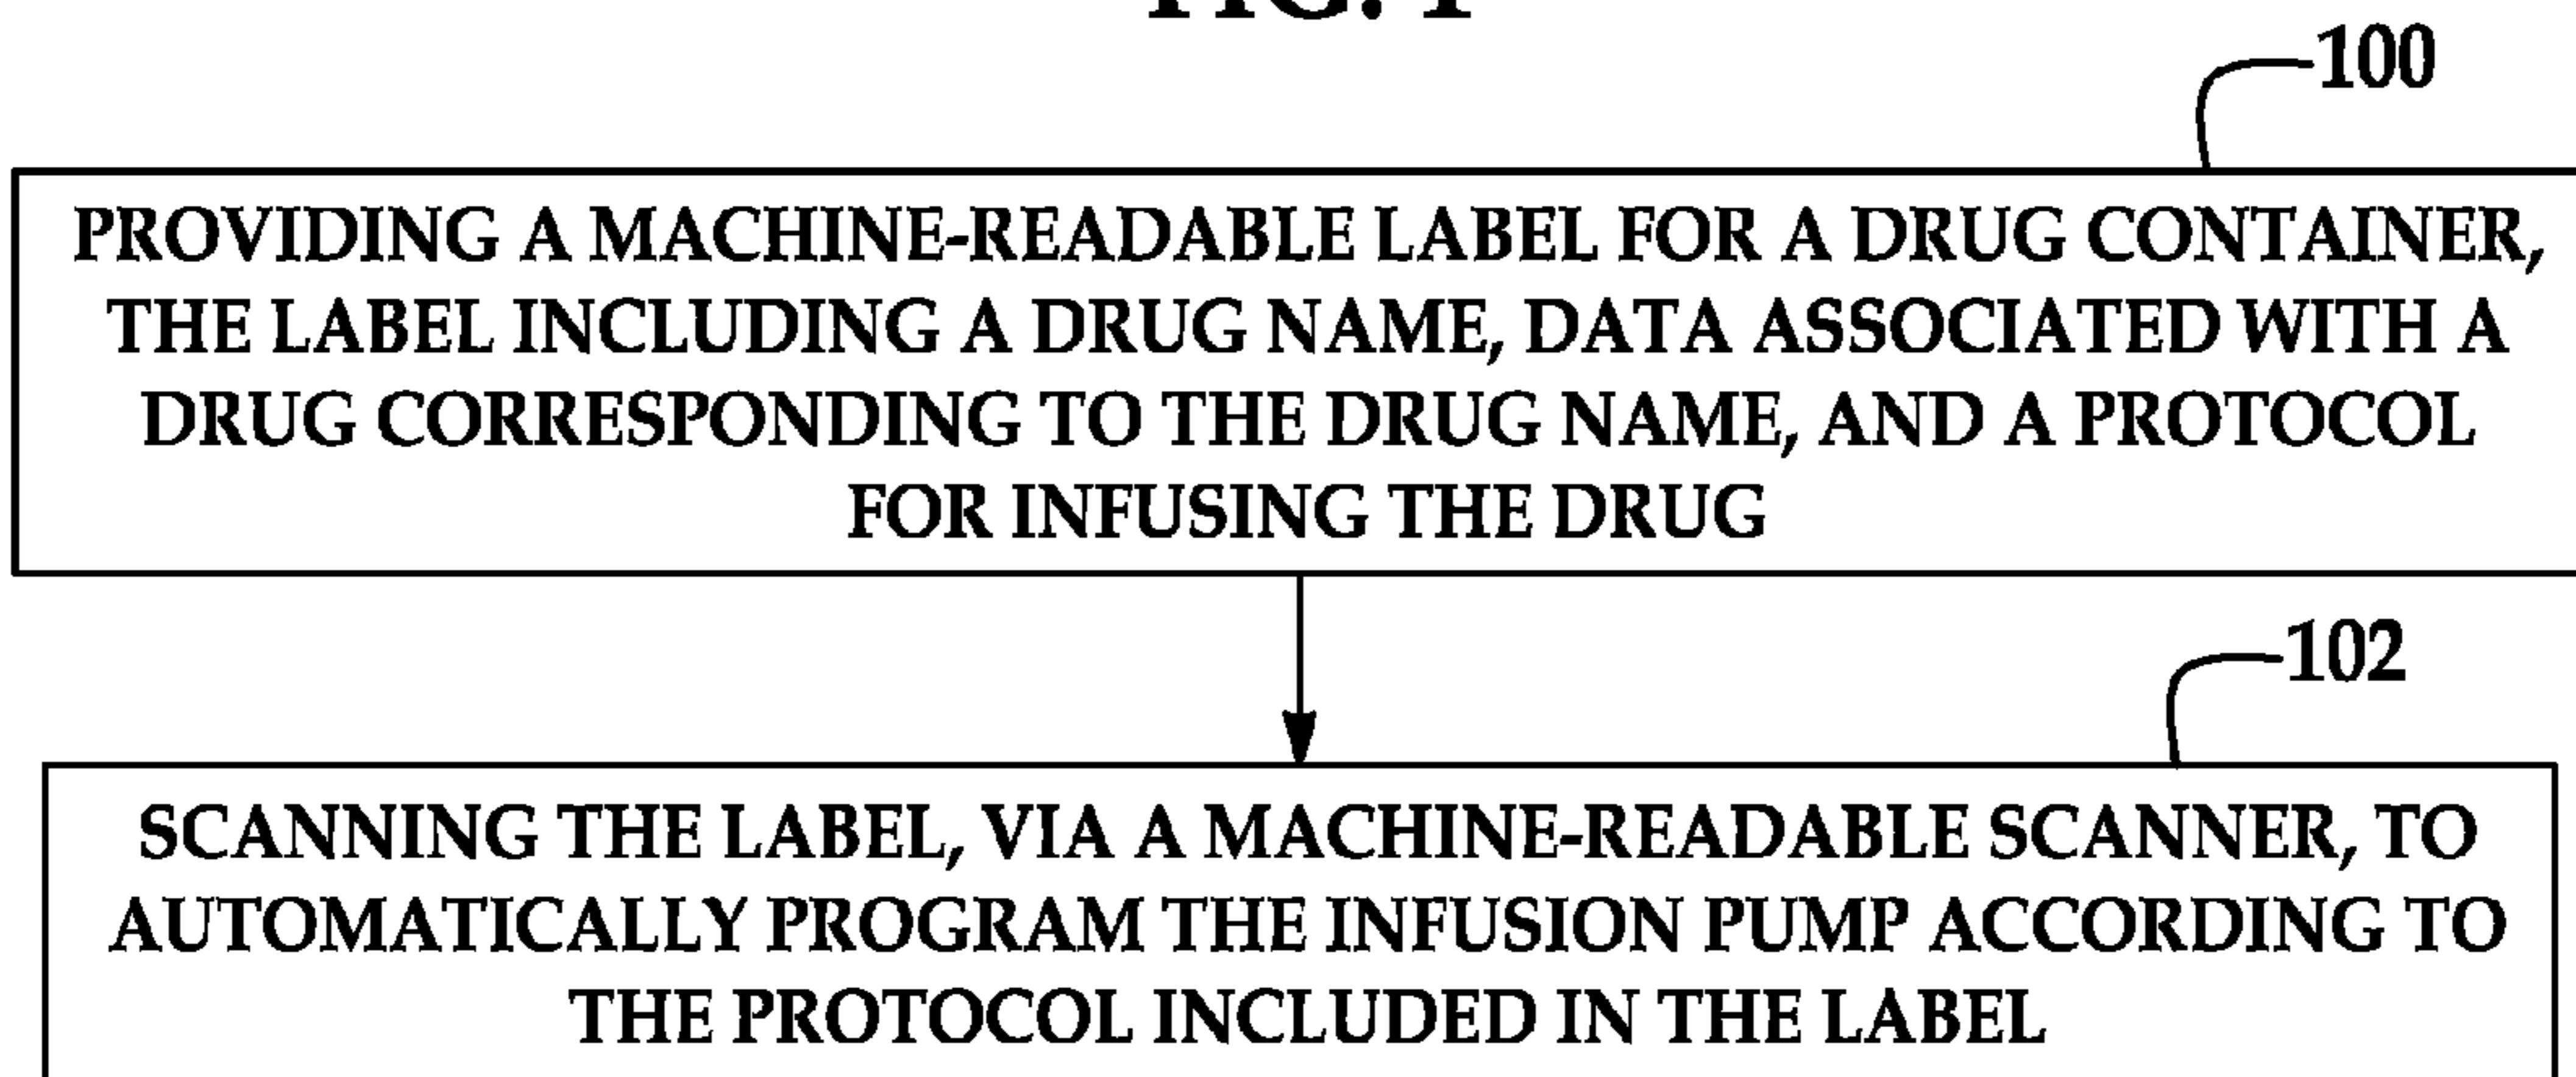 FIG. 1
100
PROVIDING A MACHINE-READABLE LABEL FOR A DRUG CONTAINER,
THE LABEL INCLUDING A DRUG NAME, DATA ASSOCIATED WITH A
DRUG CORRESPONDING TO THE DRUG NAME, AND A PROTOCOL
FOR INFUSING THE DRUG
102
SCANNING THE LABEL, VIA A MACHINE-READABLE SCANNER, TO
AUTOMATICALLY PROGRAM THE INFUSION PUMP ACCORDING TO
THE PROTOCOL INCLUDED IN THE LABEL